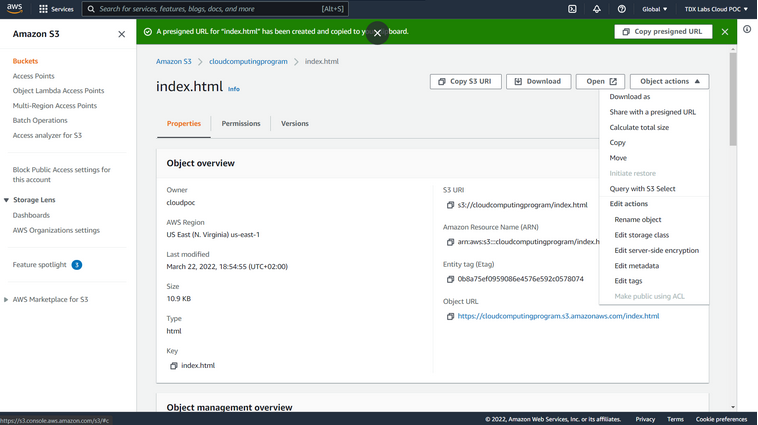 aws
Services
Search for services, features, blogs, docs, and more
[Alt+S]
Global
TDX Labs Cloud POC
Amazon S3
Buckets
Access Points
Object Lambda Access Points
Multi-Region Access Points
Batch Operations
Access analyzer for S3
Block Public Access settings for
this account
Storage Lens
Dashboards
AWS Organizations settings
Feature spotlight 3
AWS Marketplace for S3
https://s3.console.aws.amazon.com/s3/#c
A presigned URL for "index.html" has been created and copied to your clipboard.
Copy presigned URL
Amazon S3 > cloudcomputingprogram > index.html
index.html Info
Copy S3 URI
Download
Open
Object actions
Properties
Permissions
Versions
Download as
Share with a presigned URL
Calculate total size
Copy
Move
Initiate restore
Query with S3 Select
Edit actions
Rename object
Edit storage class
Edit server-side encryption
Edit metadata
Edit tags
Make public using ACL
Object overview
Owner
cloudpoc
AWS Region
US East (N. Virginia) us-east-1
Last modified
March 22, 2022, 18:54:55 (UTC+02:00)
Size
10.9 KB
Type
html
Key
index.html
S3 URI
s3://cloudcomputingprogram/index.html
Amazon Resource Name (ARN)
arn:aws:s3:::cloudcomputingprogram/index.h
Entity tag (Etag)
0b8a75ef0959086e4576e592c0578074
Object URL
https://cloudcomputingprogram.s3.amazonaws.com/index.html
Object management overview
© 2022, Amazon Web Services, Inc. or its affiliates.
Privacy
Terms
Cookie preferences